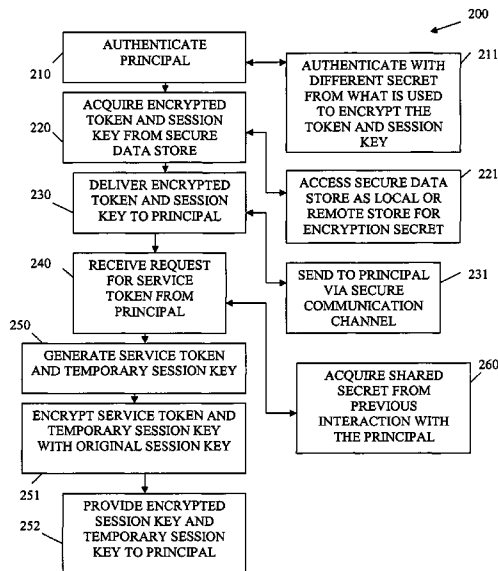 200
AUTHENTICATE
PRINCIPAL
210
AUTHENTICATE WITH
DIFFERENT SECRET
FROM WHAT IS USED
TO ENCRYPT THE
TOKEN AND SESSION
KEY
211
ACQUIRE ENCRYPTED
TOKEN AND SESSION
KEY FROM SECURE
DATA STORE
220
ACCESS SECURE DATA
STORE AS LOCAL OR
REMOTE STORE FOR
ENCRYPTION SECRET
221
DELIVER ENCRYPTED
TOKEN AND SESSION
KEY TO PRINCIPAL
230
SEND TO PRINCIPAL
VIA SECURE
COMMUNICATION
CHANNEL
231
240
RECEIVE REQUEST
FOR SERVICE
TOKEN FROM
PRINCIPAL
250
GENERATE SERVICE TOKEN
AND TEMPORARY SESSION KEY
260
ACQUIRE SHARED
SECRET FROM
PREVIOUS
INTERACTION WITH
THE PRINCIPAL
ENCRYPT SERVICE TOKEN AND
TEMPORARY SESSION KEY
WITH ORIGINAL SESSION KEY
251
PROVIDE ENCRYPTED
SESSION KEY AND
TEMPORARY SESSION
KEY TO PRINCIPAL
252